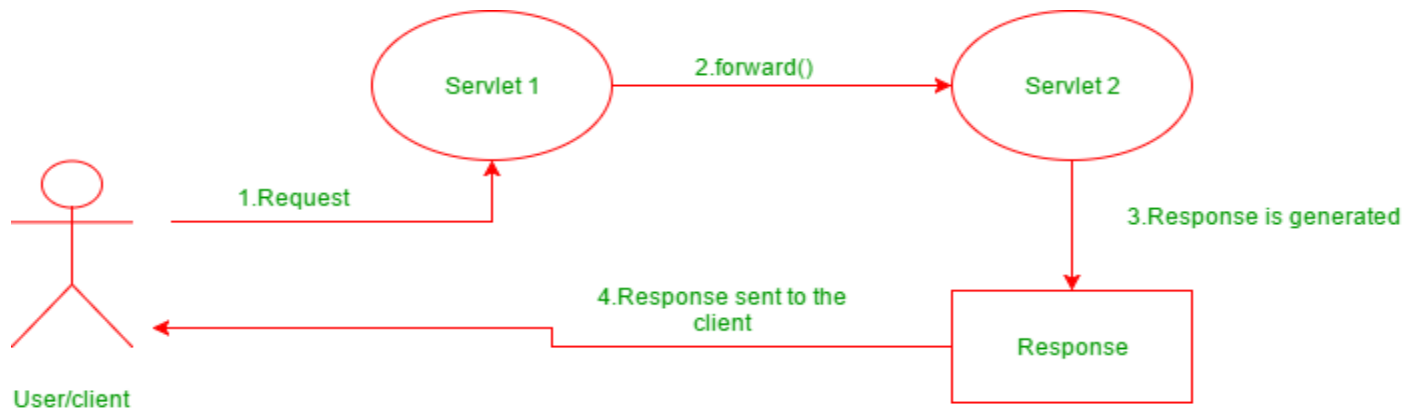 Servlet 1
2.forward()
Servlet 2
1.Request
3.Response is generated
4.Response sent to the
client
Response
User/client